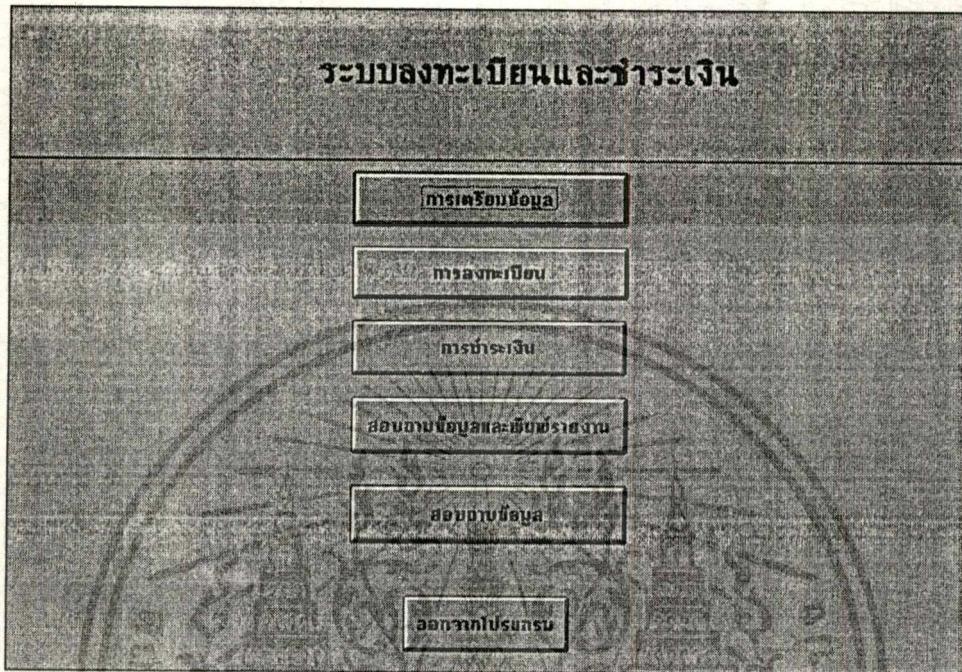 ระบบลงทะเบียนและชำระเงิน
การเตรียมข้อมูล
การลงทะเบียน
การชำระเงิน
สอบถามข้อมูลและพิมพ์รายงาน
สอบถามข้อมูล
ออกจากโปรแกรม